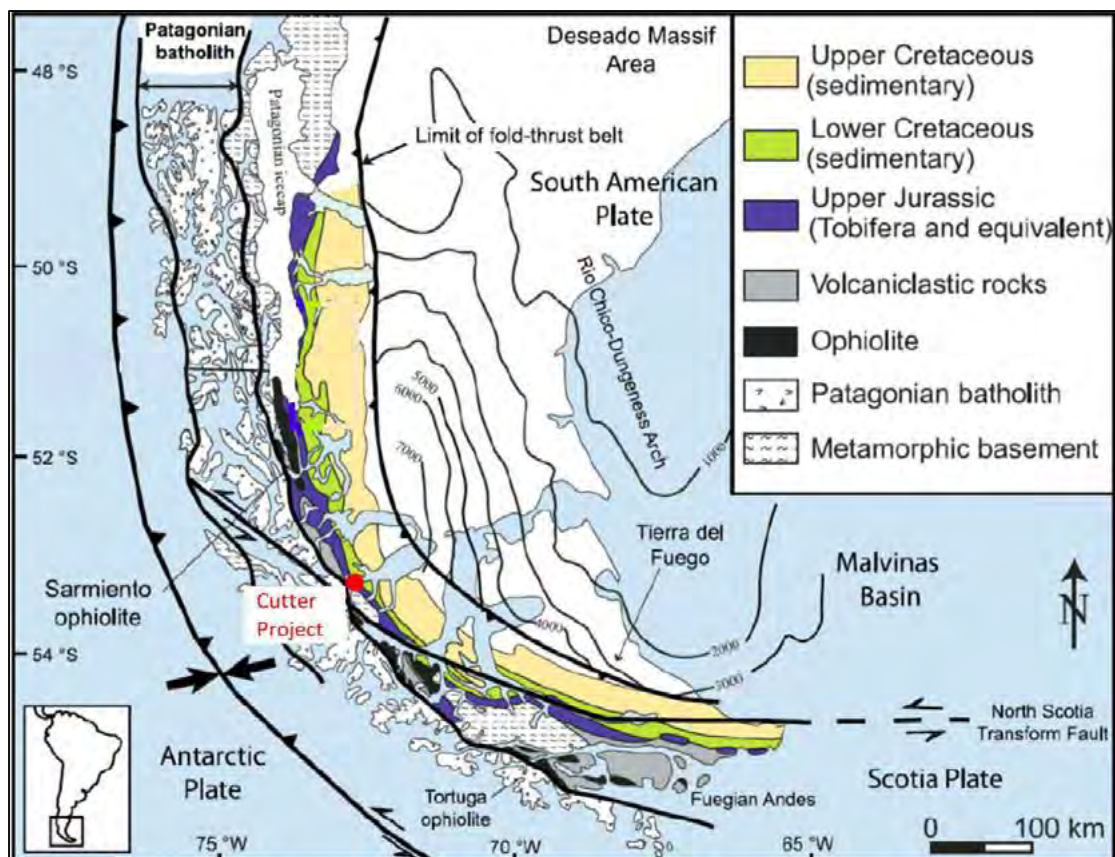 Patagonian
batholith
Deseado Massif
Area
48 °S
Patagonian icecap
Limit of fold-thrust belt
South American
Plate
50 °S
Rio Chico-Dungeness Arch
5000
6000
7000
1000
52 °S
Tierra del
Fuego
Malvinas
Basin
Sarmiento
ophiolite
Cutter
Project
N
4000
2000
3000
54 °S
North Scotia
Transform Fault
Antarctic
Plate
Scotia Plate
Tortuga
ophiolite
Fuegian Andes
0 100 km
75 °W
70 °W
65 °W
Upper Cretaceous
(sedimentary)
Lower Cretaceous
(sedimentary)
Upper Jurassic
(Tobifera and equivalent)
Volcaniclastic rocks
Ophiolite
Patagonian batholith
Metamorphic basement